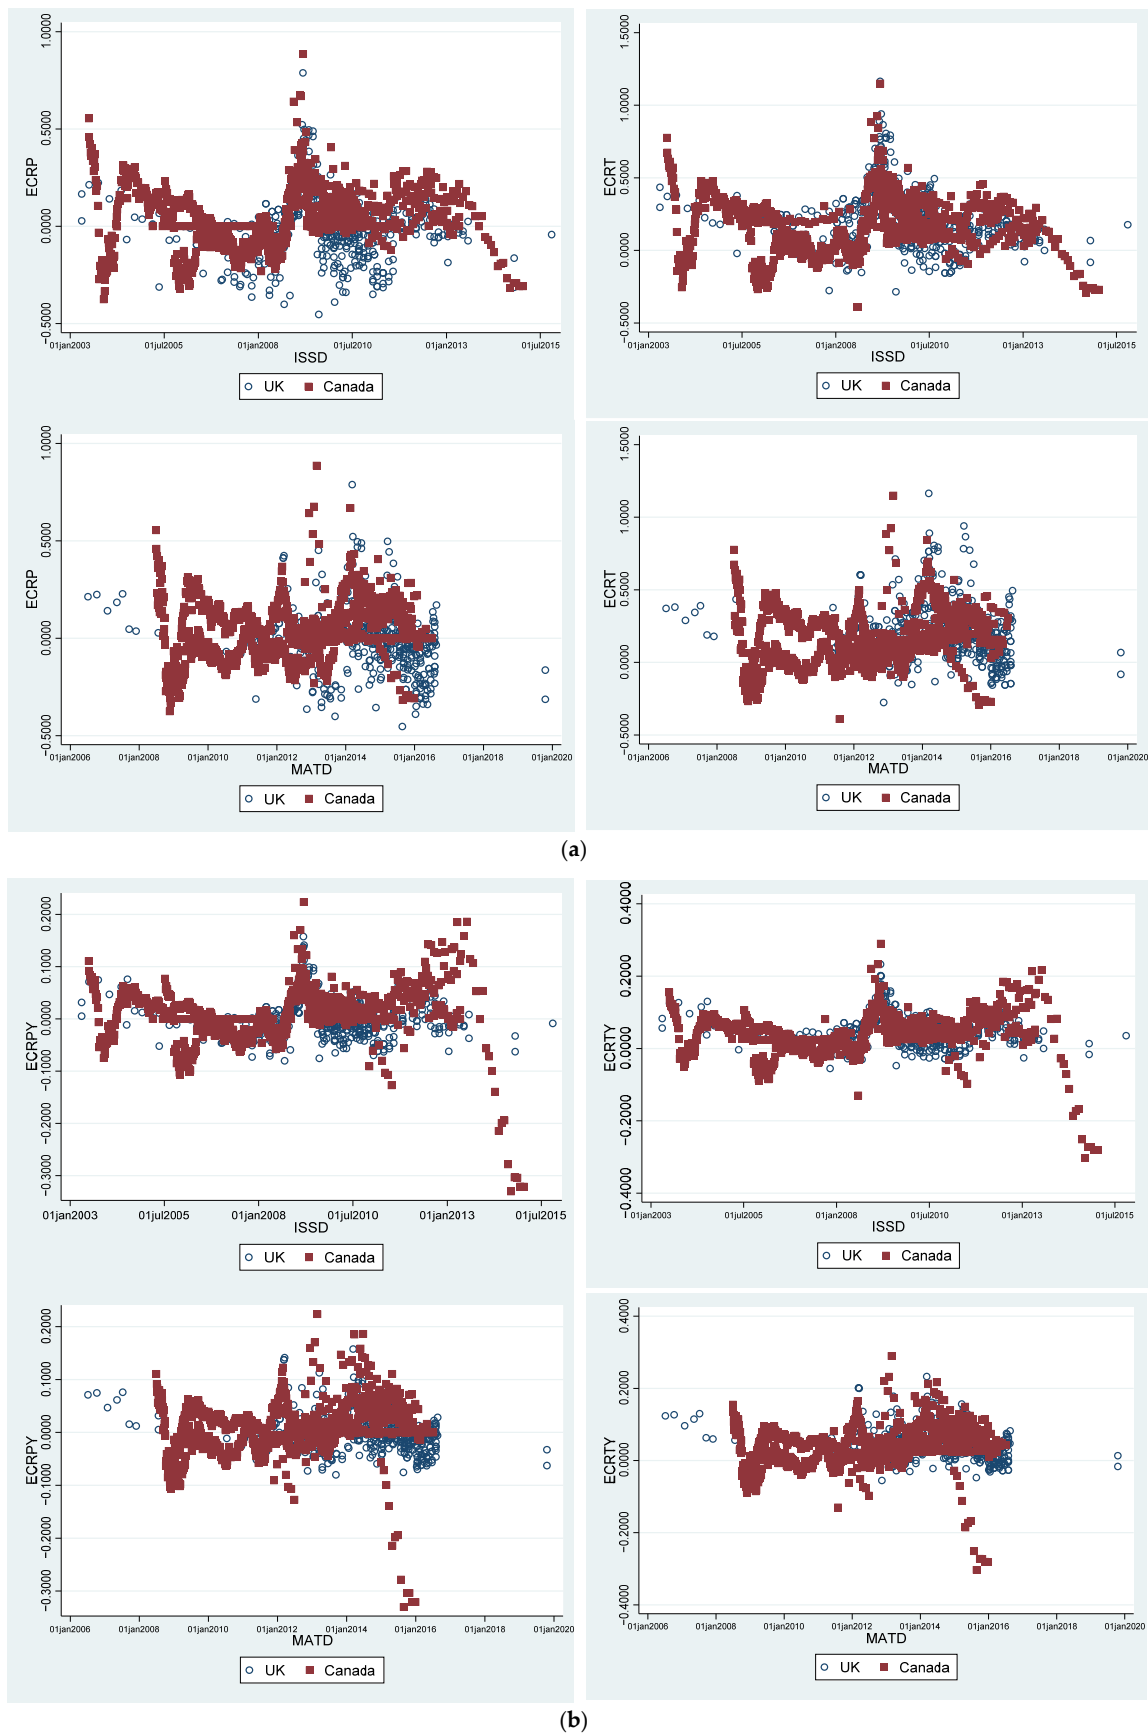 ECRP
1.0000
0.5000
0.0000
−0.5000
01jan2003 01jul2005 01jan2008 01jul2010 01jan2013 01jul2015
ISSD
UK Canada
ECRT
1.5000
1.0000
0.5000
0.0000
−0.5000
01jan2003 01jul2005 01jan2008 01jul2010 01jan2013 01jul2015
ISSD
UK Canada
ECRP
1.0000
0.5000
0.0000
−0.5000
01jan2006 01jan2008 01jan2010 01jan2012 01jan2014 01jan2016 01jan2018 01jan2020
MATD
UK Canada
ECRT
1.5000
1.0000
0.5000
0.0000
−0.5000
01jan2006 01jan2008 01jan2010 01jan2012 01jan2014 01jan2016 01jan2018 01jan2020
MATD
UK Canada
(a)
ECRPY
0.2000
0.1000
0.0000
−0.1000
−0.2000
−0.3000
01jan2003 01jul2005 01jan2008 01jul2010 01jan2013 01jul2015
ISSD
UK Canada
ECRTY
0.4000
0.2000
0.0000
−0.2000
0.4000
01jan2003 01jul2005 01jan2008 01jul2010 01jan2013 01jul2015
ISSD
UK Canada
ECRPY
0.2000
0.1000
0.0000
−0.1000
−0.2000
−0.3000
01jan2006 01jan2008 01jan2010 01jan2012 01jan2014 01jan2016 01jan2018 01jan2020
MATD
UK Canada
ECRTY
0.4000
0.2000
0.0000
−0.2000
−0.4000
01jan2006 01jan2008 01jan2010 01jan2012 01jan2014 01jan2016 01jan2018 01jan2020
MATD
UK Canada
(b)